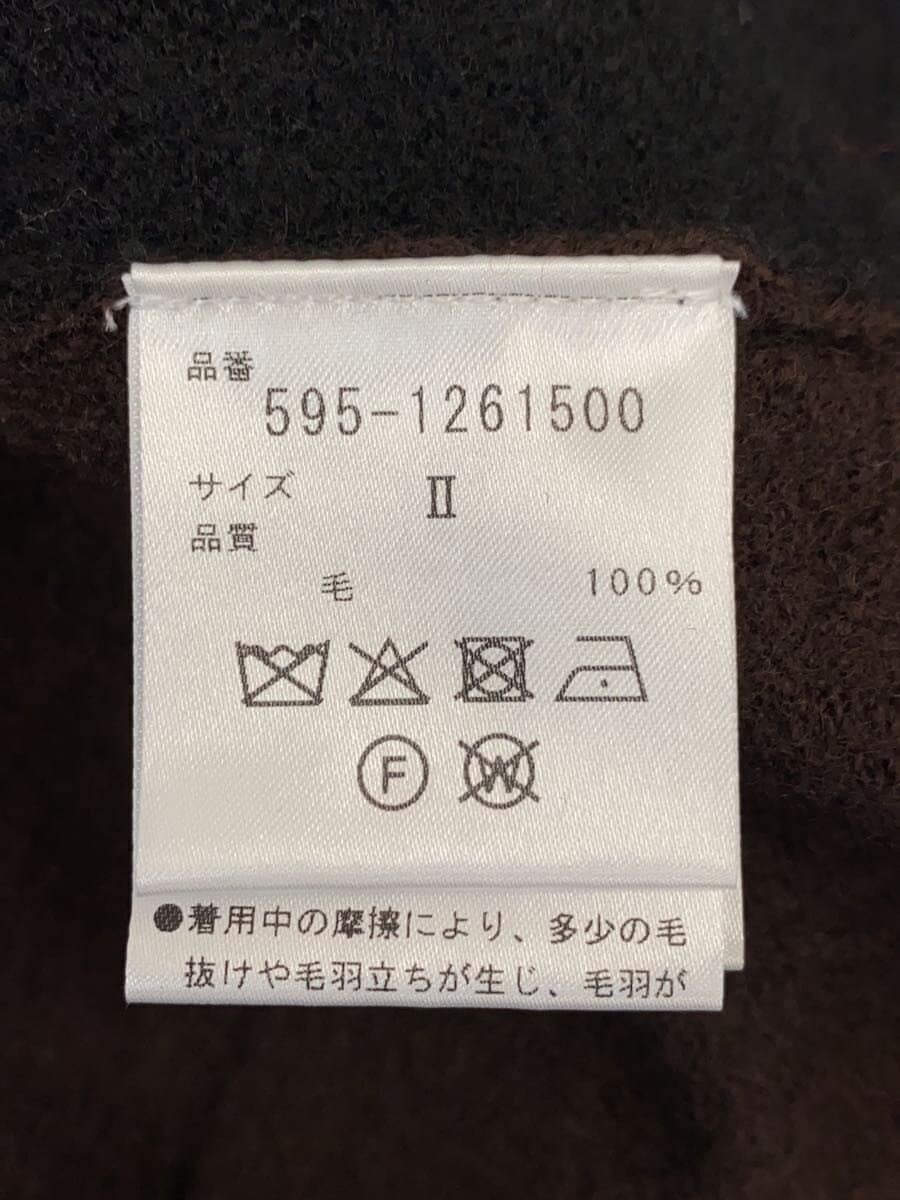 品番
595-1261500
サイズ II
品質
毛 100%
F W
●着用中の摩擦により、多少の毛
抜けや毛羽立ちが生じ、毛羽が